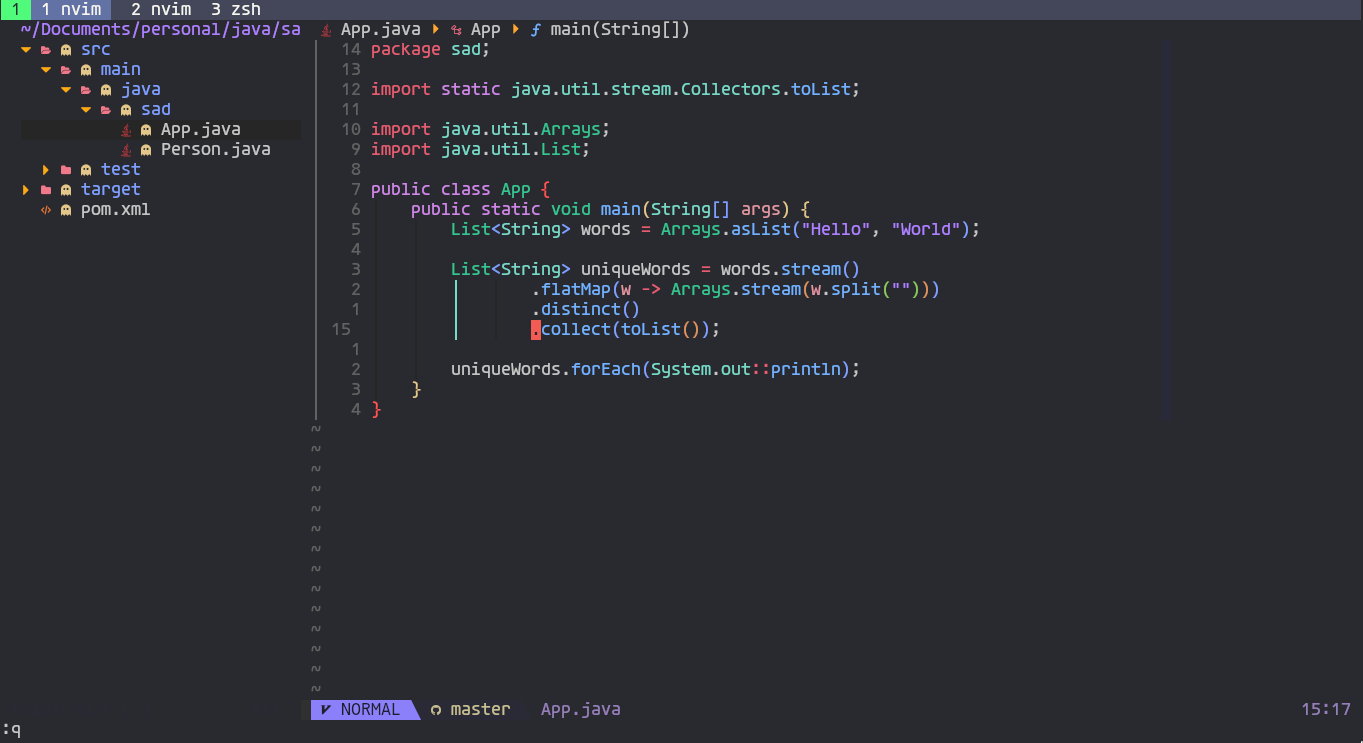 1 1 nvim 2 nvim 3 zsh
~/Documents/personal/java/sa
src
main
java
sad
App.java
Person.java
test
target
pom.xml
App.java App main(String[])
14 package sad;
13
12 import static java.util.stream.Collectors.toList;
11
10 import java.util.Arrays;
9 import java.util.List;
8
7 public class App {
6     public static void main(String[] args) {
5         List<String> words = Arrays.asList("Hello", "World");
4
3         List<String> uniqueWords = words.stream()
2                 .flatMap(w -> Arrays.stream(w.split("")))
1                 .distinct()
15                 .collect(toList());
1
2         uniqueWords.forEach(System.out::println);
3     }
4 }
~
~
~
~
~
~
~
~
~
~
~
~
~
~
NORMAL master App.java 15:17
:q